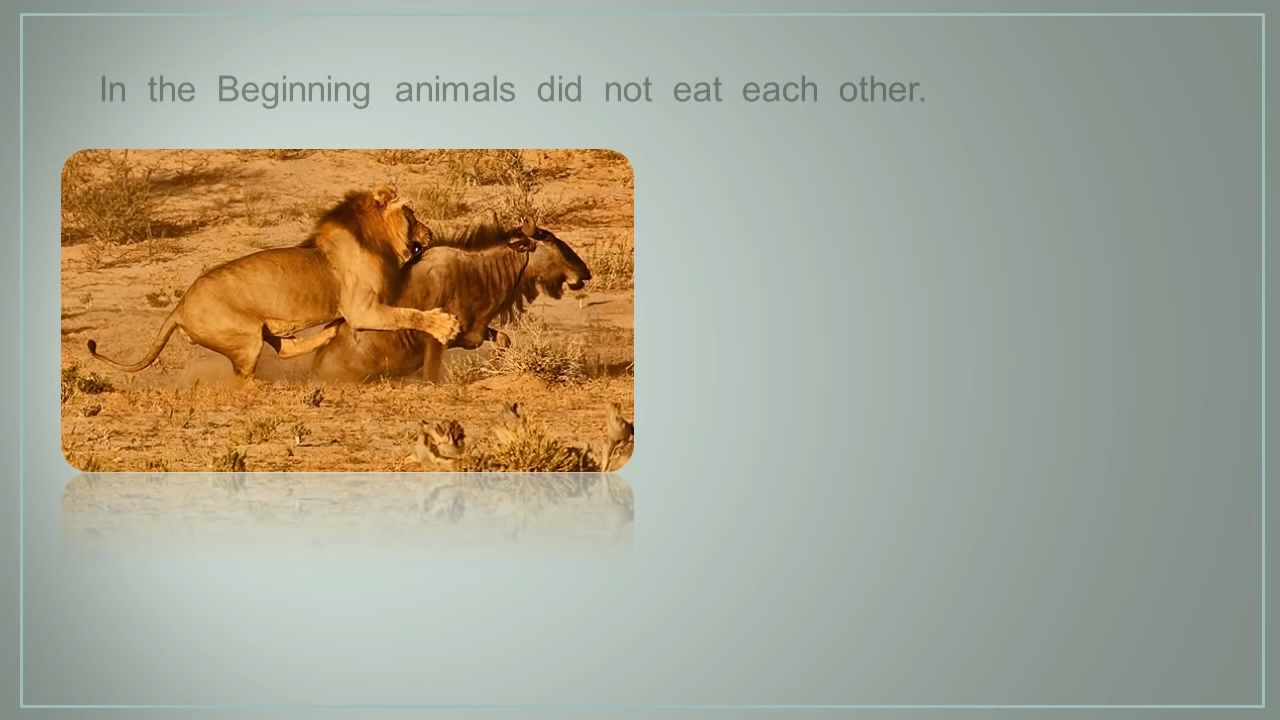 In the Beginning animals did not eat each other.